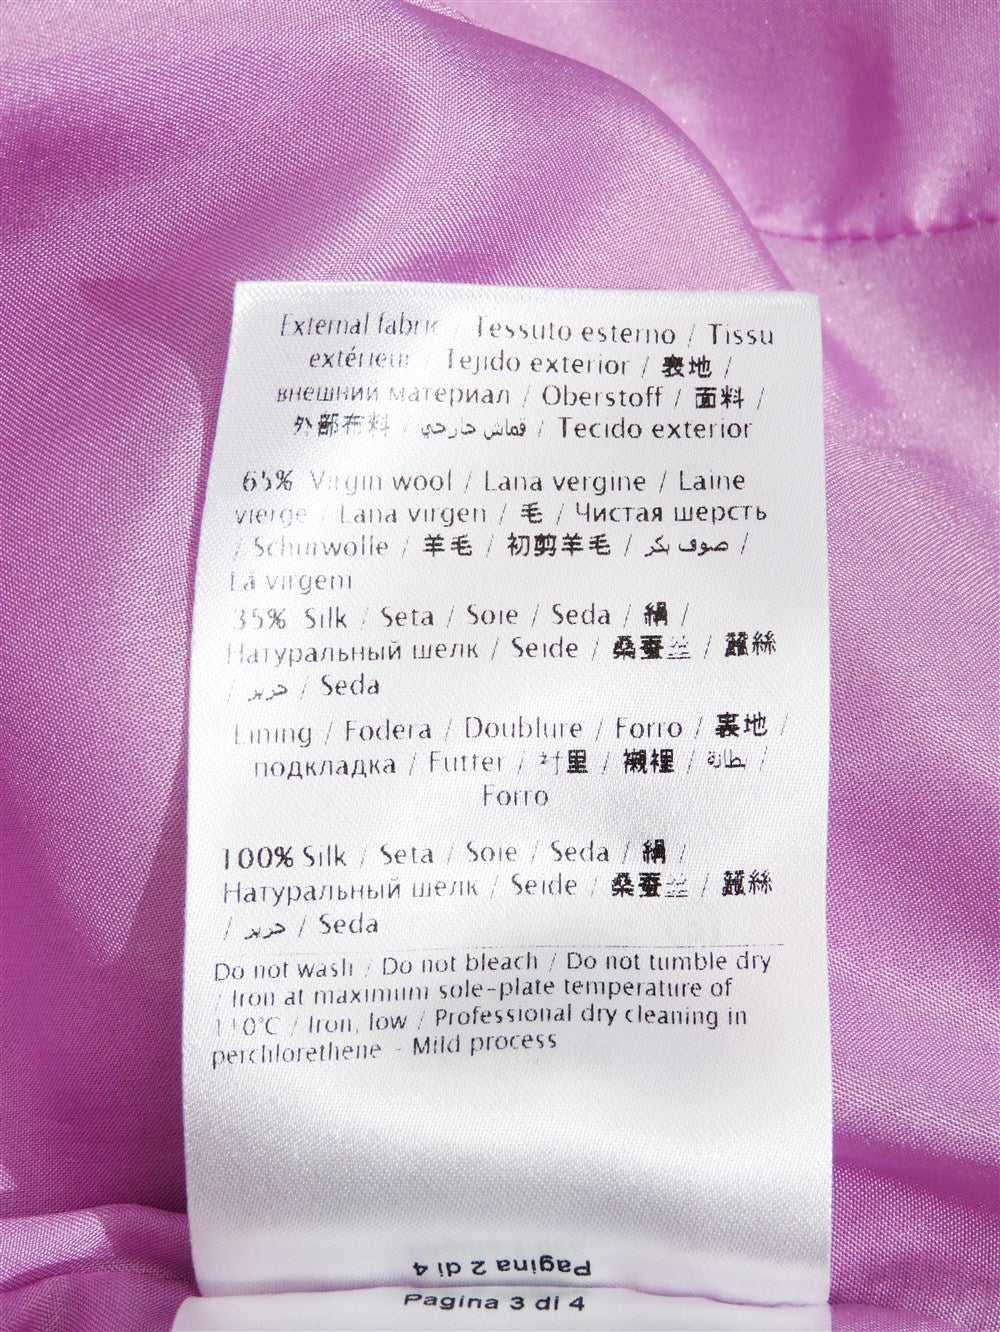 External fabric / Tessuto esterno / Tissu
extérieur / Tejido exterior / 表地 /
внешний материал / Oberstoff / 面料 /
外部布料 / قماش خارجي / Tecido exterior
65% Virgin wool / Lana vergine / Laine
vierge / Lana virgen / 毛 / Чистая шерсть
/ Schurwolle / 羊毛 / 初剪羊毛 / صوف بكر /
Lã virgem
35% Silk / Seta / Soie / Seda / 絹 /
Натуральный шелк / Seide / 桑蚕丝 / 蠶絲
/ حرير / Seda
Lining / Fodera / Doublure / Forro / 裏地 /
подкладка / Futter / 衬里 / 襯裡 / بطانة /
Forro
100% Silk / Seta / Soie / Seda / 絹 /
Натуральный шелк / Seide / 桑蚕丝 / 蠶絲
/ حرير / Seda
Do not wash / Do not bleach / Do not tumble dry
/ Iron at maximum sole-plate temperature of
110°C / Iron, low / Professional dry cleaning in
perchlorethene - Mild process
Pagina 2 di 4
Pagina 3 di 4